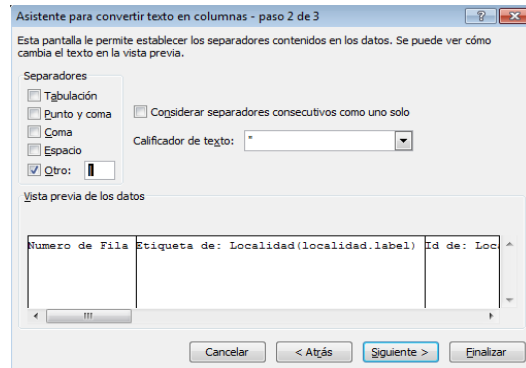 Asistente para convertir texto en columnas - paso 2 de 3
Esta pantalla le permite establecer los separadores contenidos en los datos. Se puede ver cómo
cambia el texto en la vista previa.
Separadores
Tabulación
Punto y coma
Coma
Espacio
Otro:
Considerar separadores consecutivos como uno solo
Calificador de texto: "
Vista previa de los datos
Numero de Fila Etiqueta de: Localidad(localidad.label) Id de:
Cancelar < Atrás Siguiente > Finalizar